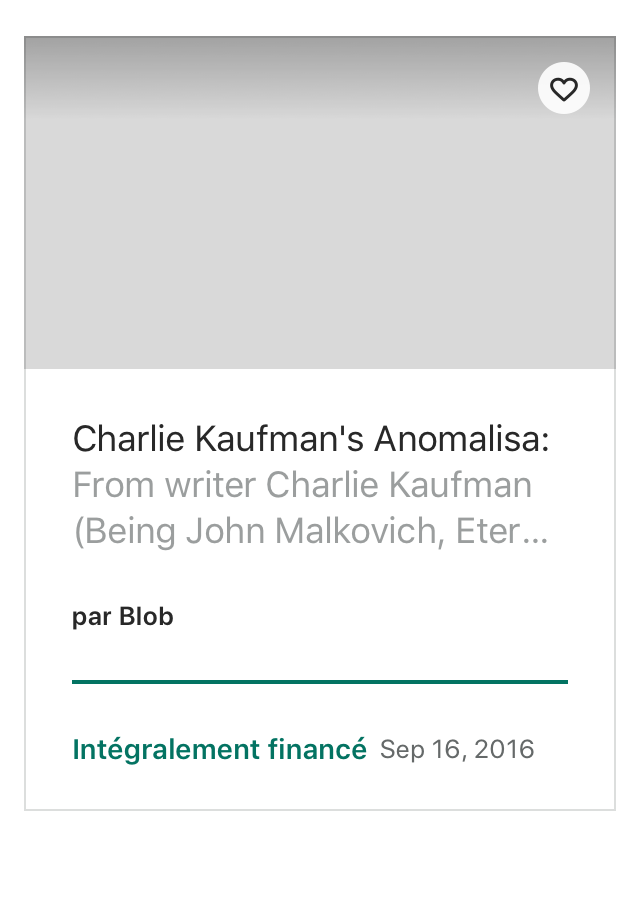 Charlie Kaufman's Anomalisa:
From writer Charlie Kaufman
(Being John Malkovich, Eter...
par Blob
Intégralement financé Sep 16, 2016